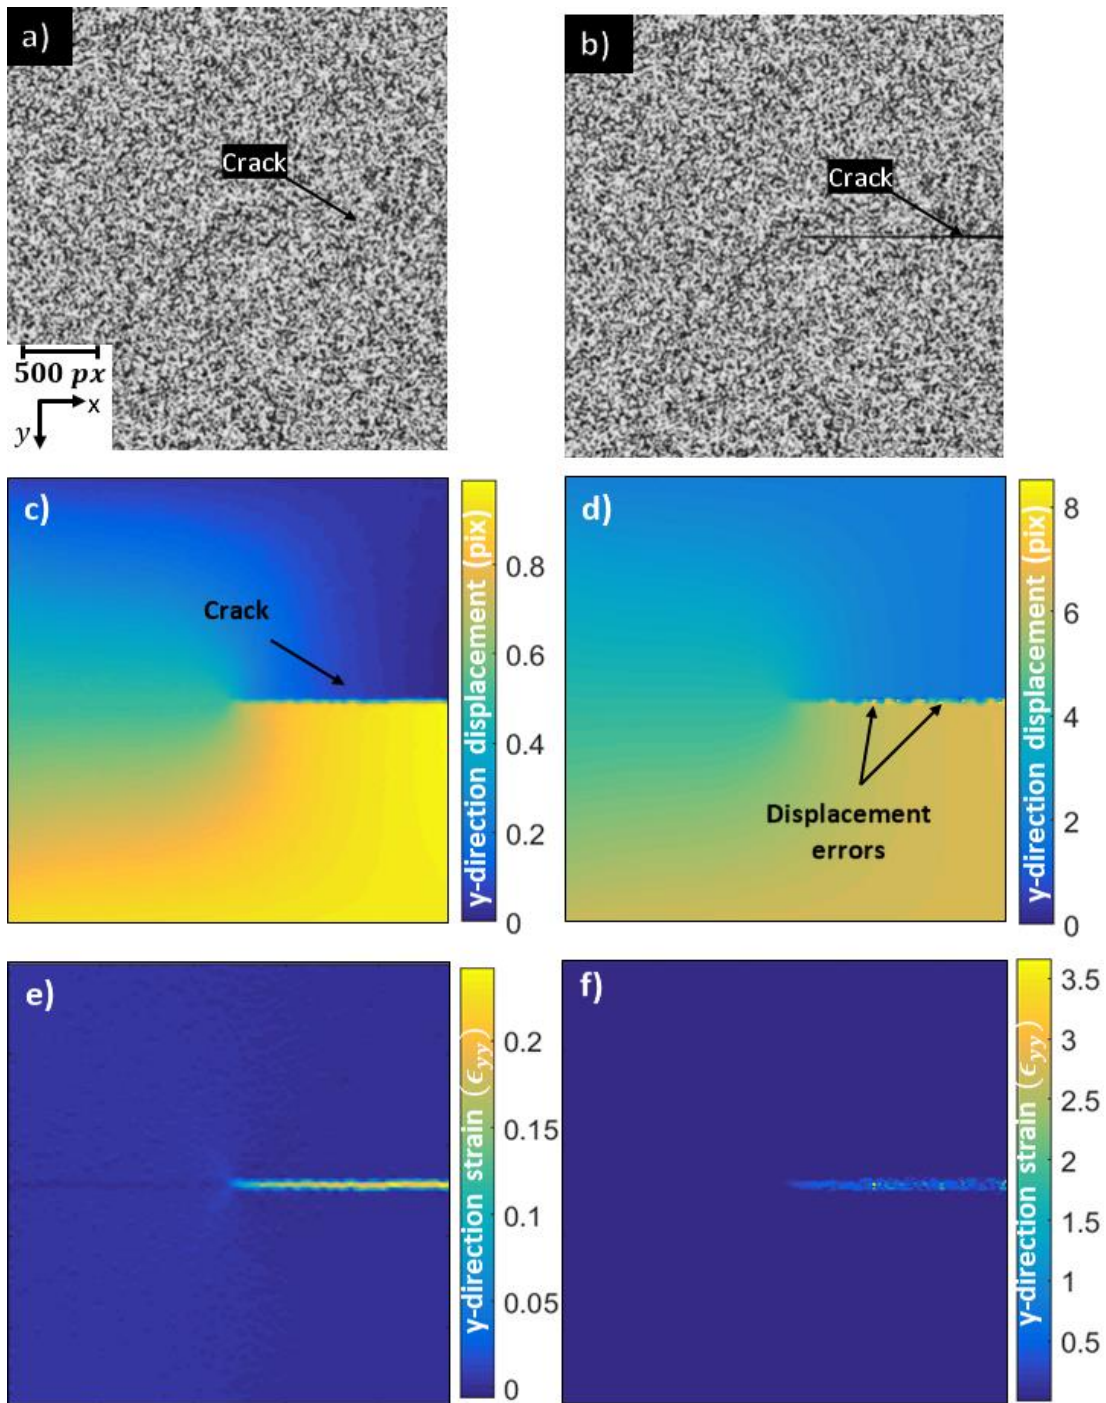 a)
Crack
500 px
x
y
b)
Crack
c)
Crack
y-direction displacement (pix)
0.8
0.6
0.4
0.2
0
d)
Displacement
errors
y-direction displacement (pix)
8
6
4
2
0
e)
y-direction strain (ϵyy)
0.2
0.15
0.1
0.05
0
f)
y-direction strain (ϵyy)
3.5
3
2.5
2
1.5
1
0.5